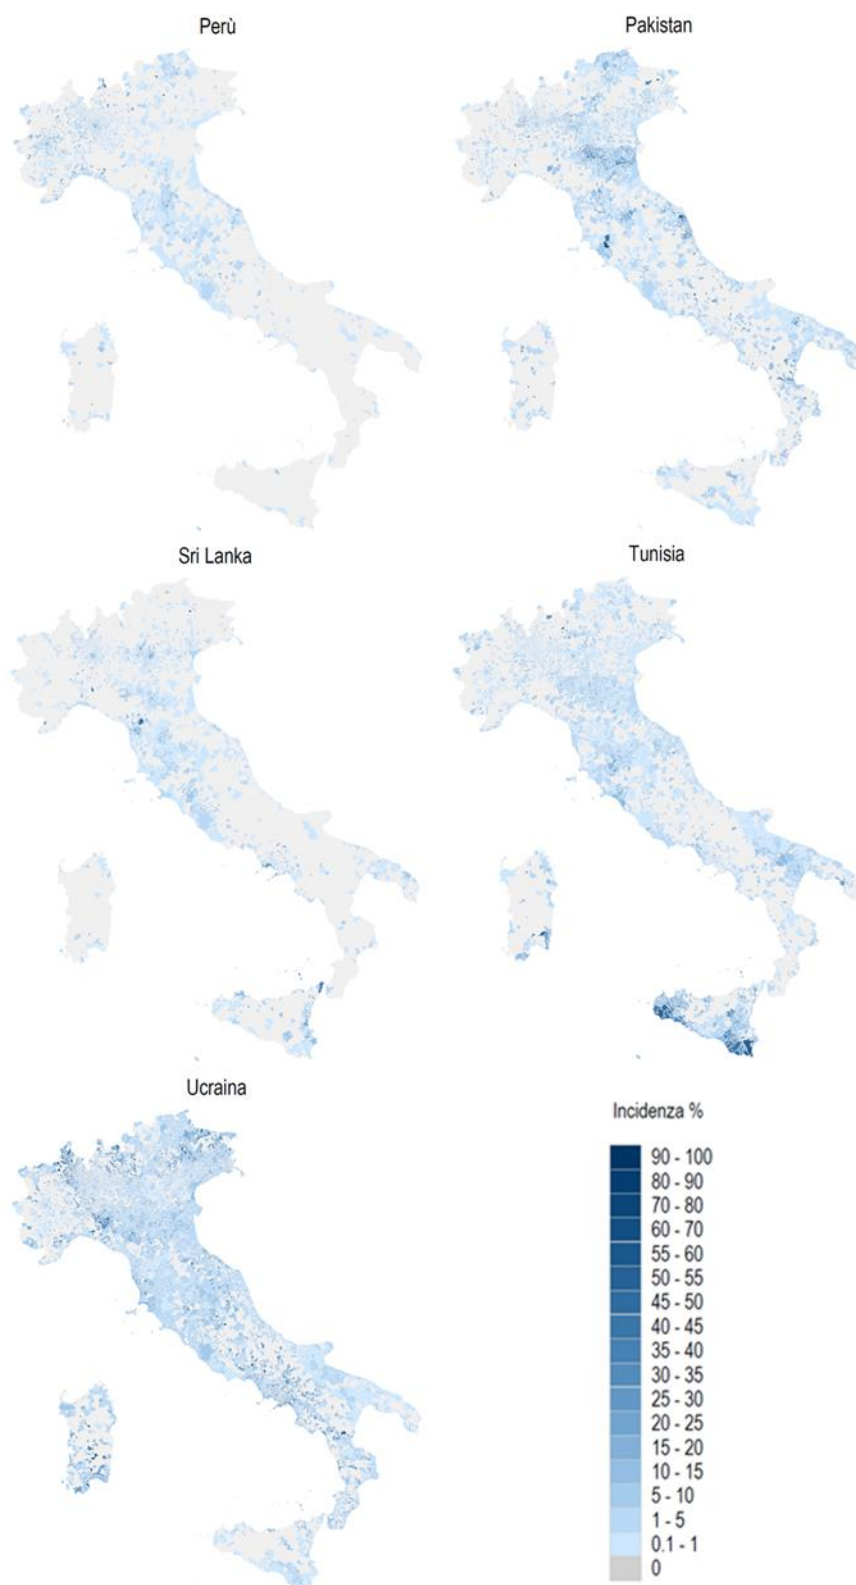 Perù
Pakistan
Sri Lanka
Tunisia
Ucraina
Incidenza %
90 - 100
80 - 90
70 - 80
60 - 70
55 - 60
50 - 55
45 - 50
40 - 45
35 - 40
30 - 35
25 - 30
20 - 25
15 - 20
10 - 15
5 - 10
1 - 5
0.1 - 1
0